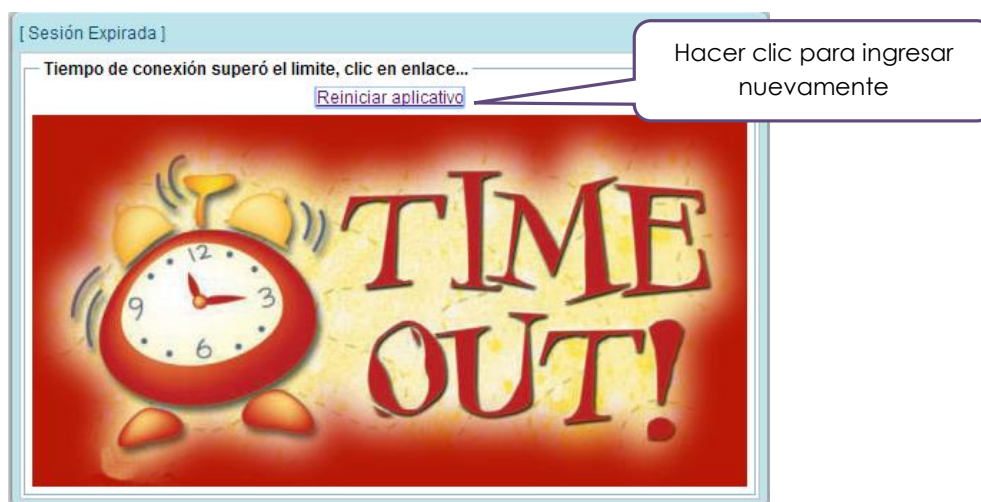 [ Sesión Expirada ]
Tiempo de conexión superó el limite, clic en enlace...
Reiniciar aplicativo
Hacer clic para ingresar
nuevamente
TIME
OUT!
12
3
6
9